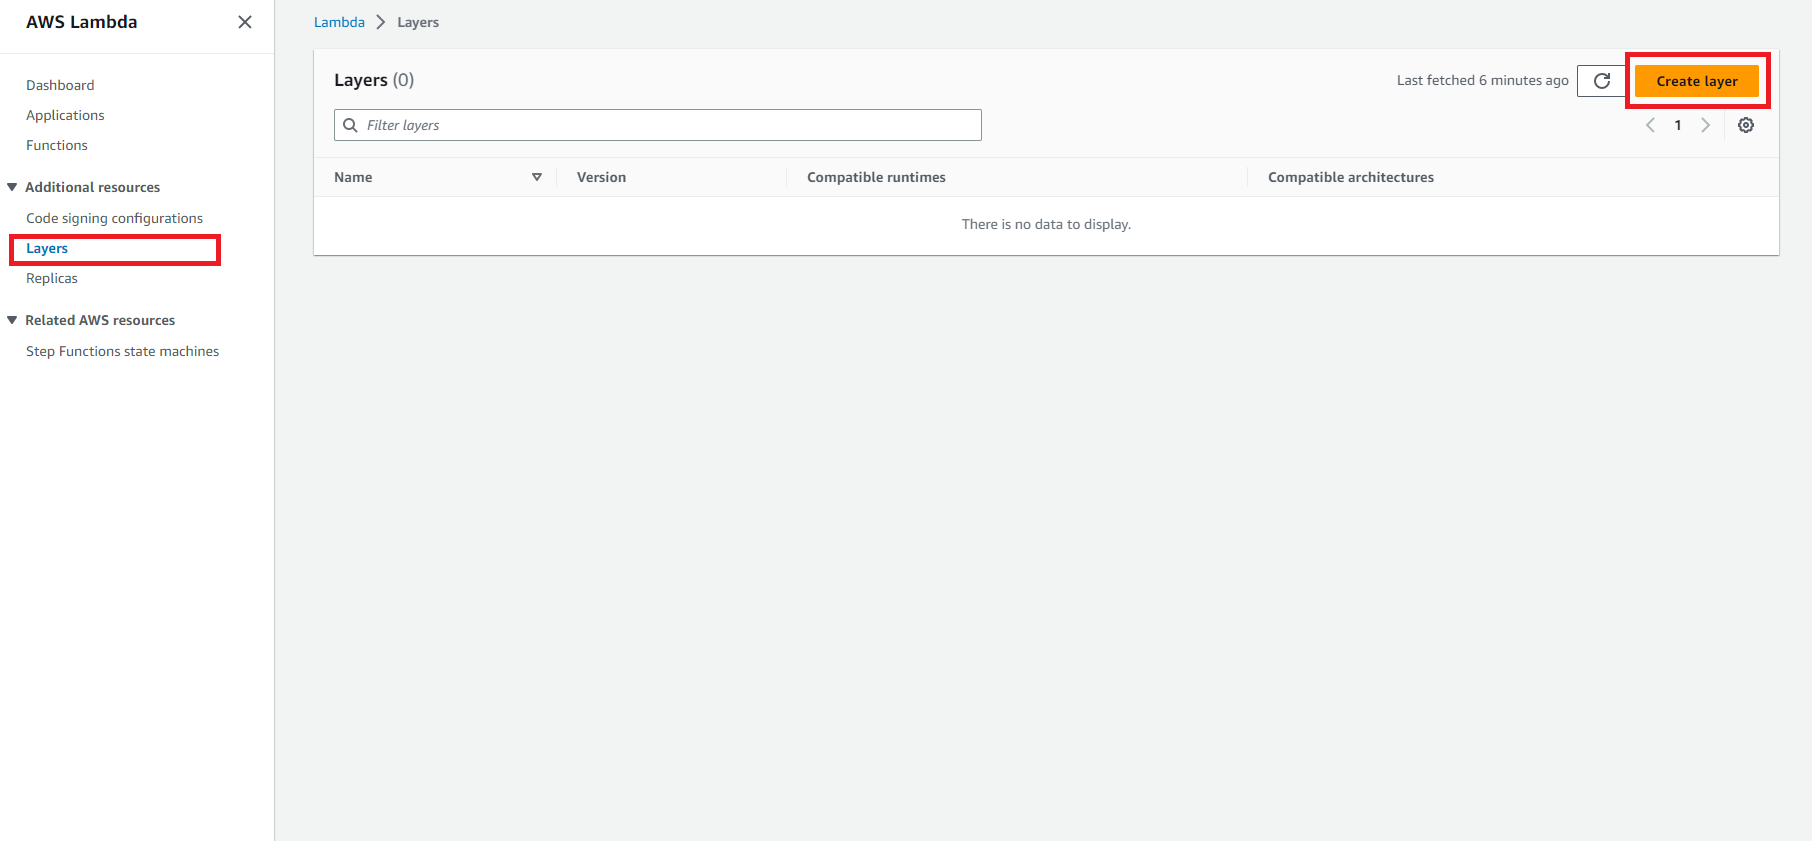 AWS Lambda
Dashboard
Applications
Functions
Additional resources
Code signing configurations
Layers
Replicas
Related AWS resources
Step Functions state machines
Lambda > Layers
Layers (0)
Last fetched 6 minutes ago
Create layer
Filter layers
1
Name Version Compatible runtimes Compatible architectures
There is no data to display.